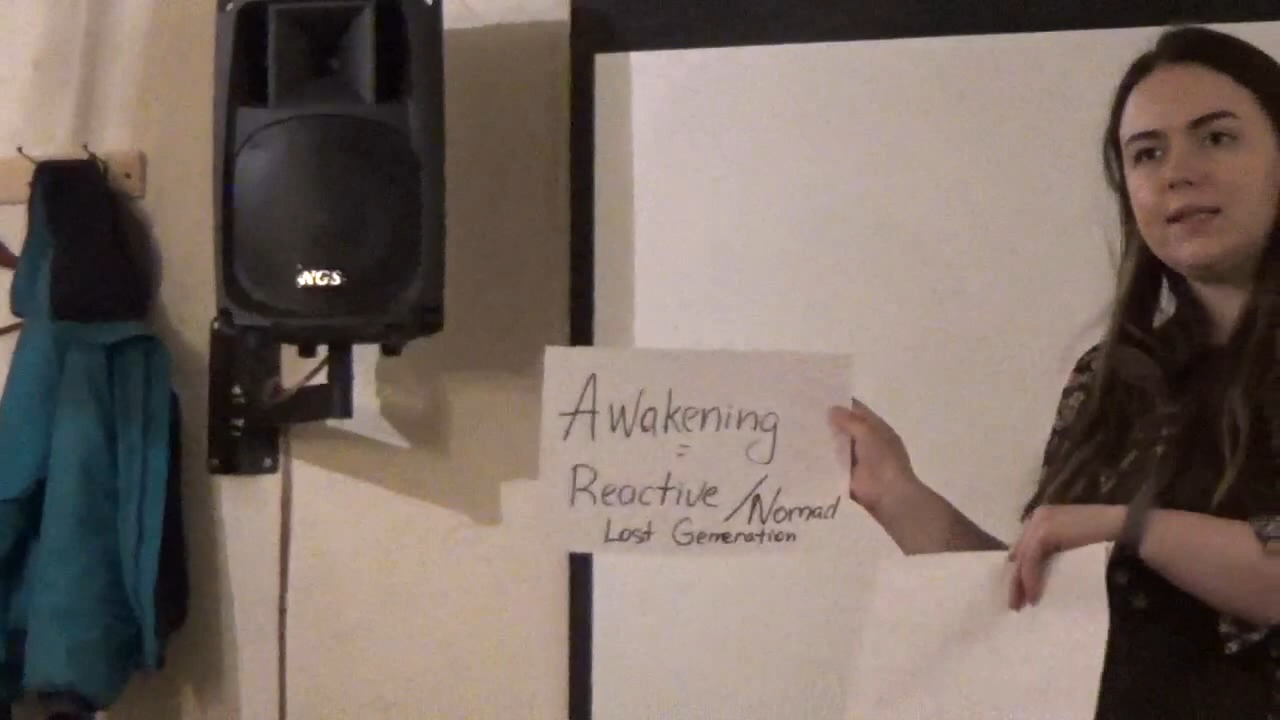 NGS
Awakening
=
Reactive / Nomad
Lost Generation